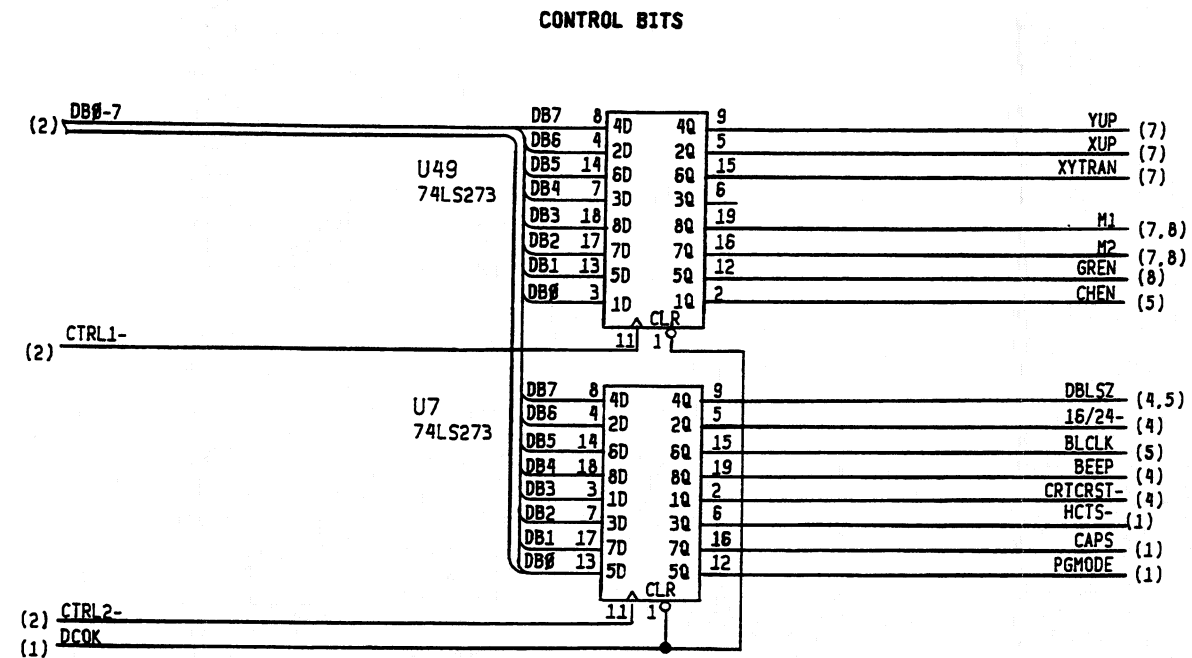 CONTROL BITS
(2) DB0-7
U49
74LS273
DB7 8 4D 4Q 9 YUP (7)
DB6 4 2D 2Q 5 XUP (7)
DB5 14 6D 6Q 15 XYTRAN (7)
DB4 7 3D 3Q 6
DB3 18 8D 8Q 19 M1 (7,8)
DB2 17 7D 7Q 16 M2 (7,8)
DB1 13 5D 5Q 12 GREN (8)
DB0 3 1D 1Q 2 CHEN (5)
CLR
(2) CTRL1- 11 1
U7
74LS273
DB7 8 4D 4Q 9 DBLSZ (4,5)
DB6 4 2D 2Q 5 16/24- (4)
DB5 14 6D 6Q 15 BLCLK (5)
DB4 18 8D 8Q 19 BEEP (4)
DB3 3 1D 1Q 2 CRTCRST- (4)
DB2 7 3D 3Q 6 HCTS- (1)
DB1 17 7D 7Q 16 CAPS (1)
DB0 13 5D 5Q 12 PGMODE (1)
CLR
(2) CTRL2- 11 1
(1) DCOK